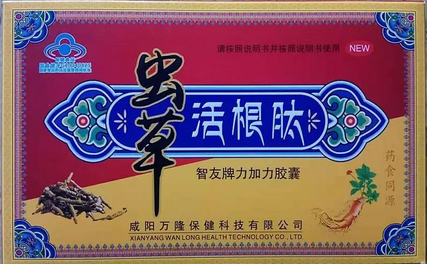 请按照说明书并按照说明书使用
NEW
虫草
活根肽
智友牌力加力胶囊
药食同源
咸阳万隆保健科技有限公司
XIANYANG WAN LONG HEALTH TECHNOLOGY CO., LTD.